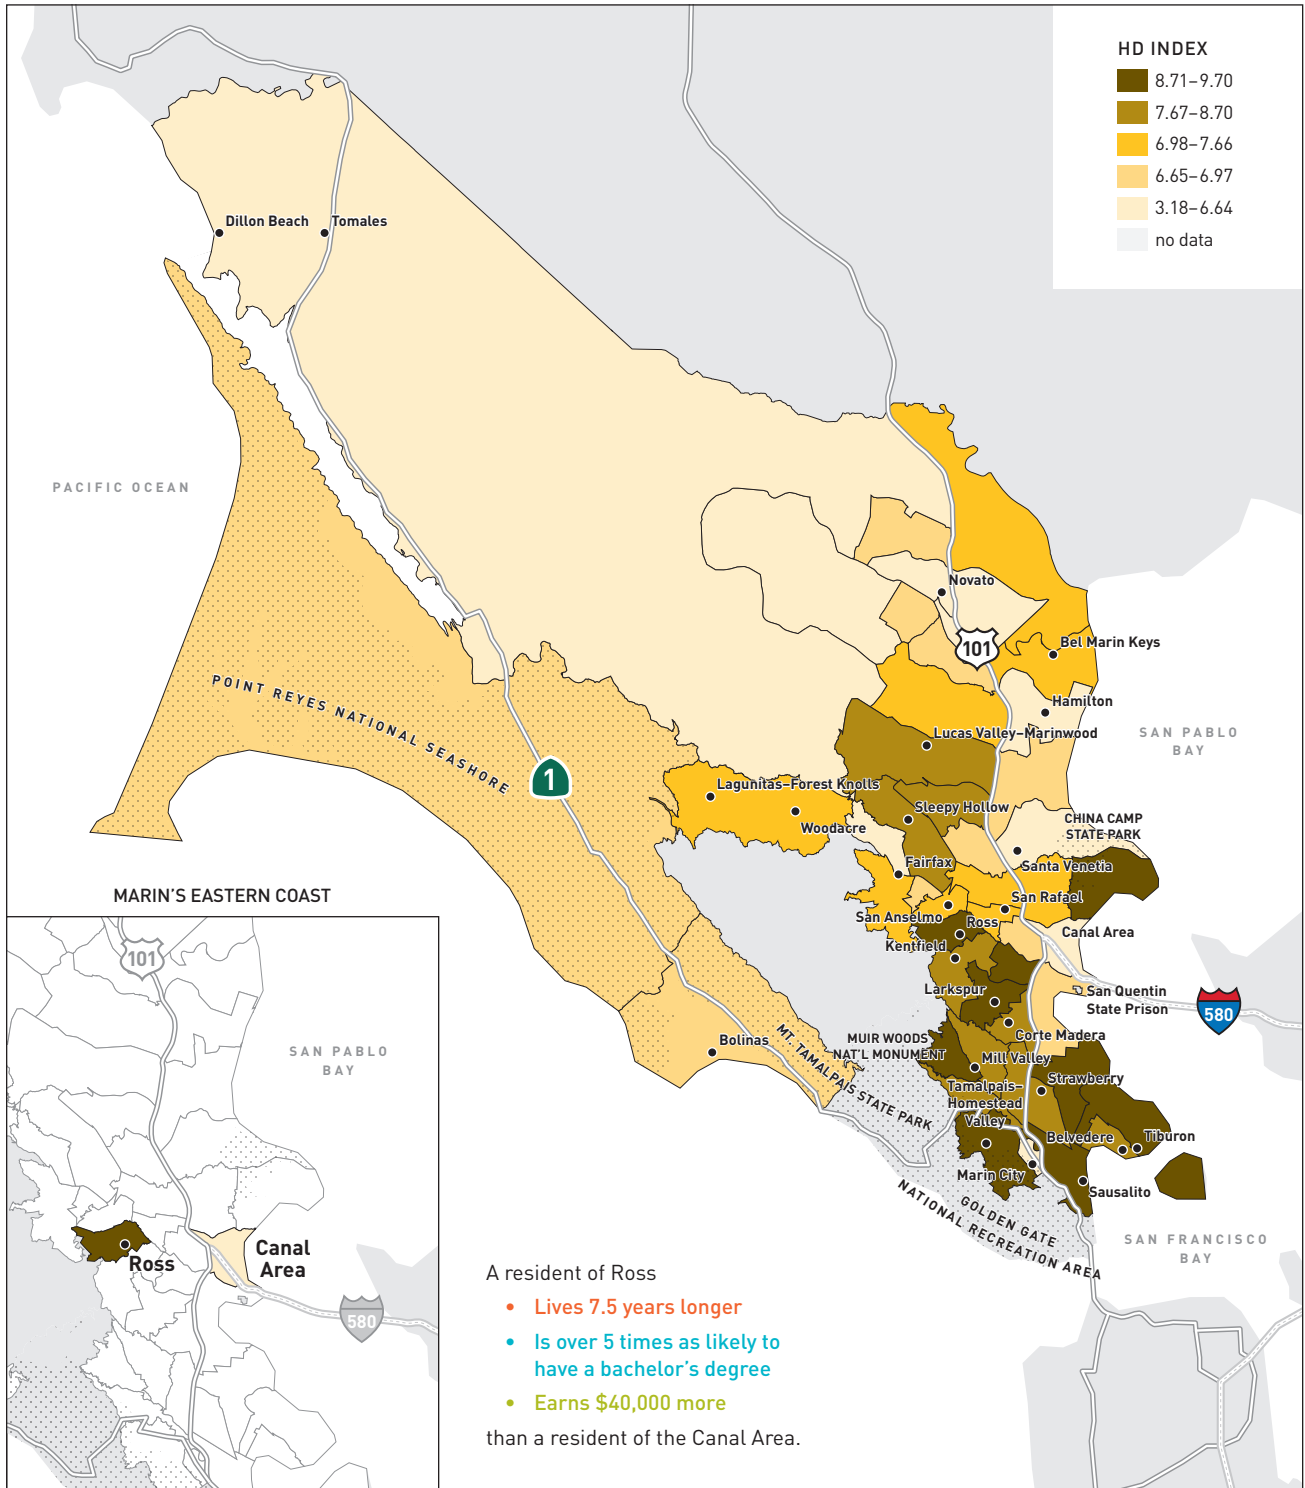 HD INDEX
8.71–9.70
7.67–8.70
6.98–7.66
6.65–6.97
3.18–6.64
no data
Dillon Beach
Tomales
PACIFIC OCEAN
Novato
101
Bel Marin Keys
Hamilton
POINT REYES NATIONAL SEASHORE
Lucas Valley–Marinwood
SAN PABLO
BAY
1
Lagunitas–Forest Knolls
Sleepy Hollow
Woodacre
CHINA CAMP
STATE PARK
Fairfax
Santa Venetia
San Rafael
San Anselmo
Ross
Canal Area
Kentfield
Larkspur
San Quentin
State Prison
580
Corte Madera
MUIR WOODS
NAT'L MONUMENT
Bolinas
MT. TAMALPAIS STATE PARK
Mill Valley
Strawberry
Tamalpais–
Homestead
Valley
Belvedere
Tiburon
Marin City
Sausalito
GOLDEN GATE
NATIONAL RECREATION AREA
SAN FRANCISCO
BAY
MARIN'S EASTERN COAST
101
SAN PABLO
BAY
Ross
Canal
Area
580
A resident of Ross
• Lives 7.5 years longer
• Is over 5 times as likely to
have a bachelor's degree
• Earns $40,000 more
than a resident of the Canal Area.